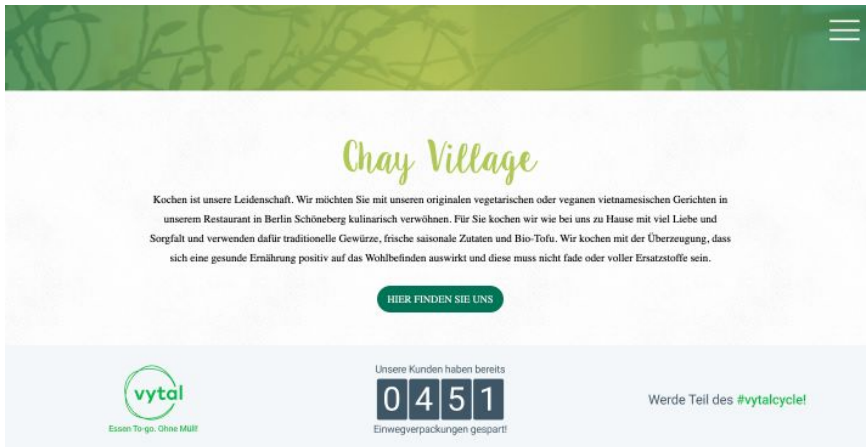 Chay Village
Kochen ist unsere Leidenschaft. Wir möchten Sie mit unseren originalen vegetarischen oder veganen vietnamesischen Gerichten in
unserem Restaurant in Berlin Schöneberg kulinarisch verwöhnen. Für Sie kochen wir wie bei uns zu Hause mit viel Liebe und
Sorgfalt und verwenden dafür traditionelle Gewürze, frische saisonale Zutaten und Bio-Tofu. Wir kochen mit der Überzeugung, dass
sich eine gesunde Ernährung positiv auf das Wohlbefinden auswirkt und diese muss nicht fade oder voller Ersatzstoffe sein.
HIER FINDEN SIE UNS
vytal
Essen To-go. Ohne Müll!
Unsere Kunden haben bereits
0451
Einwegverpackungen gespart!
Werde Teil des #vytalcycle!